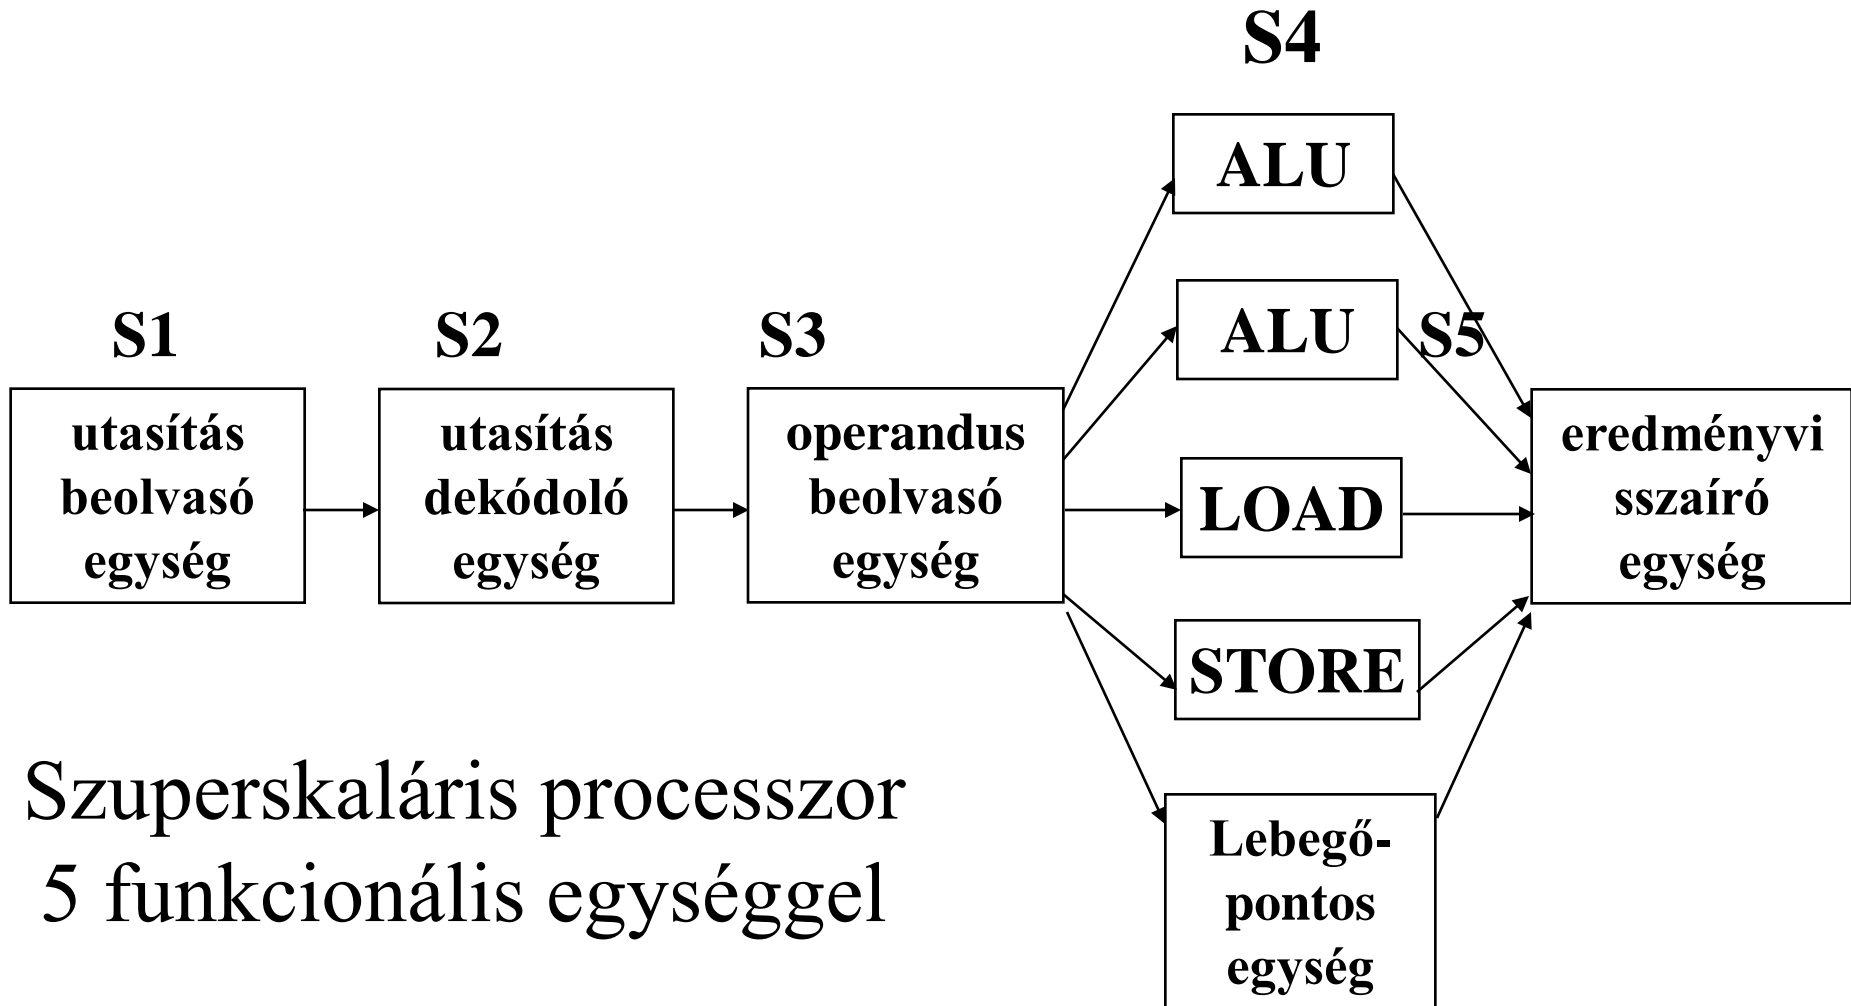 S4
ALU
ALU
S1
S2
S3
S5
utasítás
beolvasó
egység
utasítás
dekódoló
egység
operandus
beolvasó
egység
LOAD
eredményvi
sszaíró
egység
STORE
Lebegő-
pontos
egység
Szuperskaláris processzor
5 funkcionális egységgel